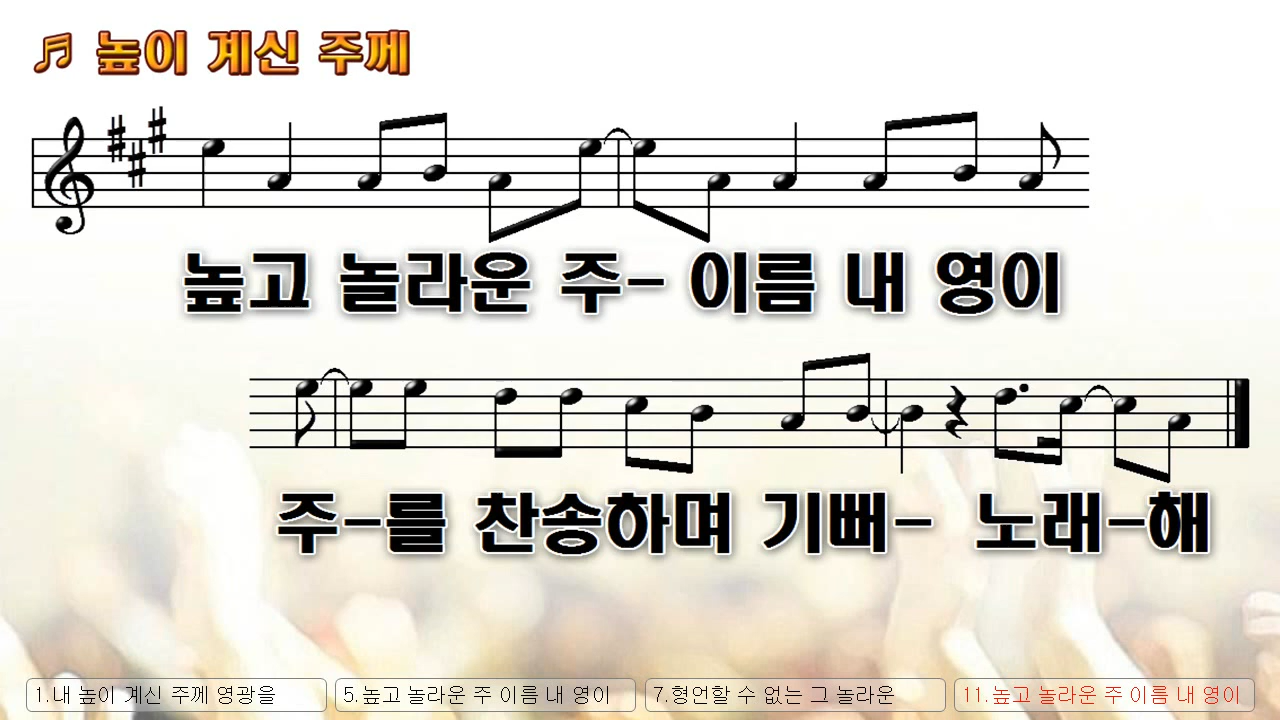 ♬ 높이 계신 주께
높고 놀라운 주- 이름 내 영이
주-를 찬송하며 기뻐- 노래-해
1.내 높이 계신 주께 영광을
5.높고 놀라운 주 이름 내 영이
7.형언할 수 없는 그 놀라운
11.높고 놀라운 주 이름 내 영이